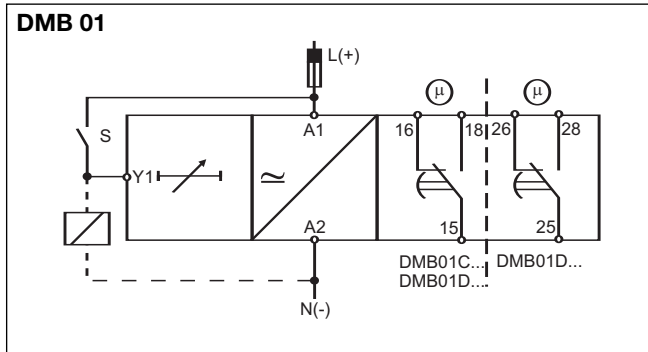 DMB 01
L(+)
μ μ
S A1 16 18 26 28
Y1
≃
A2 15 25
DMB01C... DMB01D...
DMB01D...
N(-)